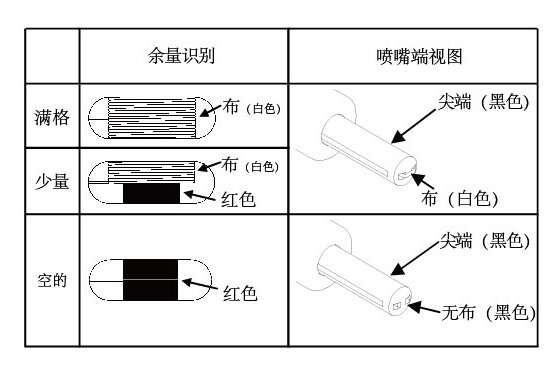 余量识别
喷嘴端视图
满格
布（白色）
尖端（黑色）
少量
布（白色）
红色
布（白色）
空的
红色
尖端（黑色）
无布（黑色）